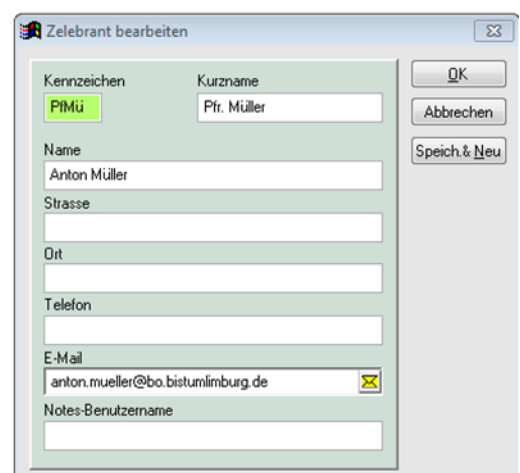 Zelebrant bearbeiten
Kennzeichen Kurzname OK
PfMü Pfr. Müller
Abbrechen
Name Speich.& Neu
Anton Müller
Strasse
Ort
Telefon
E-Mail
anton.mueller@bo.bistumlimburg.de
Notes-Benutzername